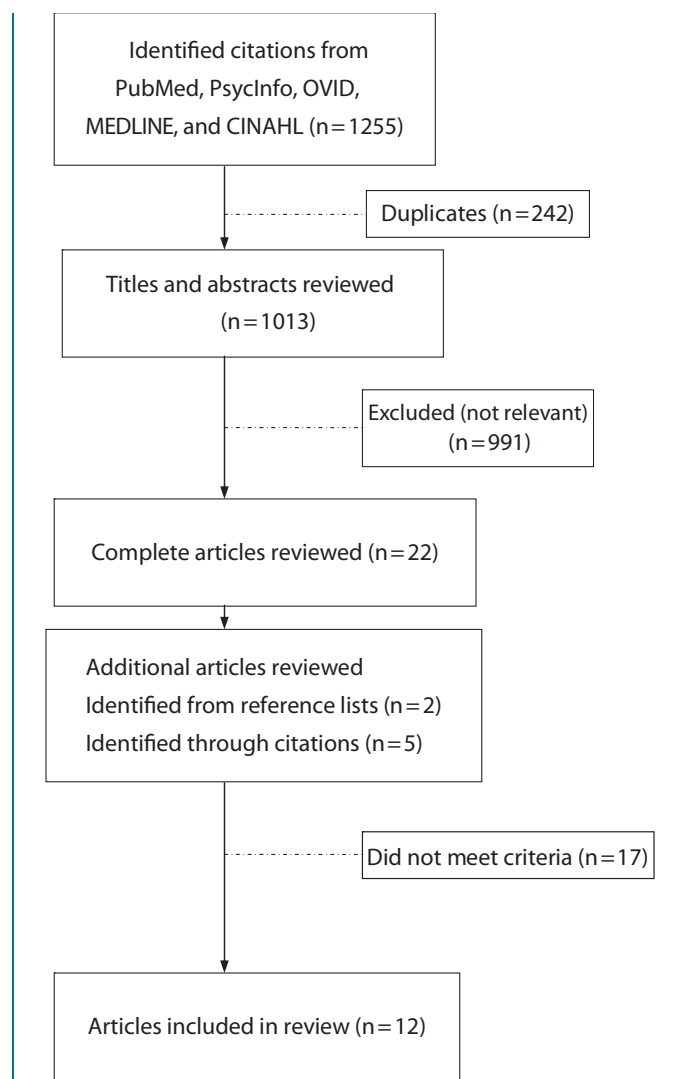 Identified citations from
PubMed, PsycInfo, OVID,
MEDLINE, and CINAHL (n=1255)
Duplicates (n=242)
Titles and abstracts reviewed
(n=1013)
Excluded (not relevant)
(n=991)
Complete articles reviewed (n=22)
Additional articles reviewed
Identified from reference lists (n=2)
Identified through citations (n=5)
Did not meet criteria (n=17)
Articles included in review (n=12)